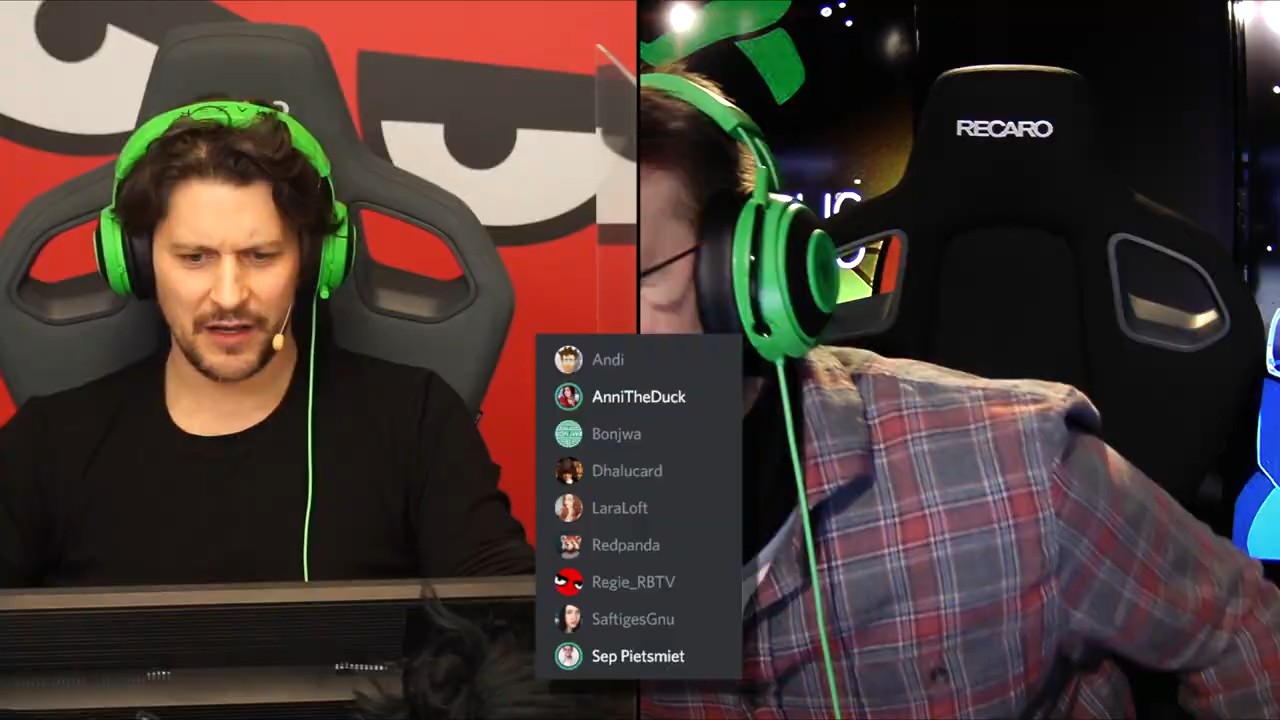 RECARO
Andi
AnniTheDuck
Bonjwa
Dhalucard
LaraLoft
Redpanda
Regie_RBTV
SaftigesGnu
Sep Pietsmiet